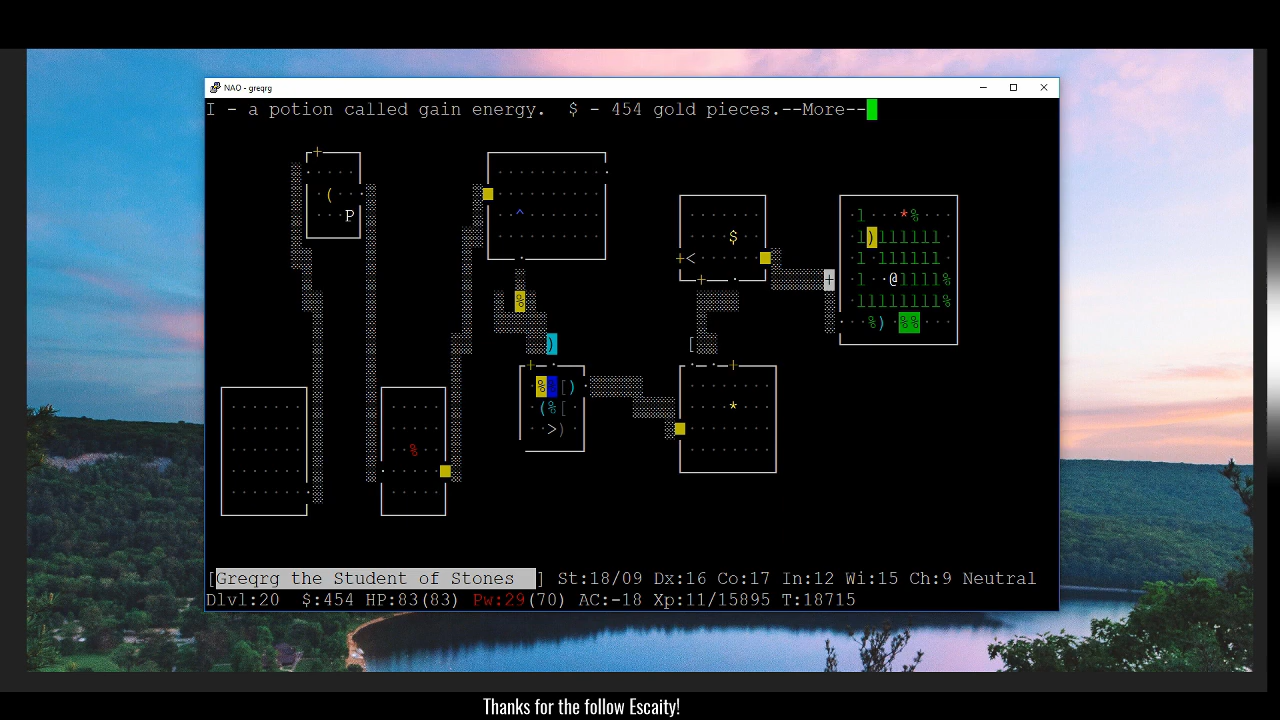 NAO - greqrg
I - a potion called gain energy.  $ - 454 gold pieces.--More--
[Greqrg the Student of Stones  ] St:18/09 Dx:16 Co:17 In:12 Wi:15 Ch:9 Neutral
Dlvl:20  $:454 HP:83(83) Pw:29(70) AC:-18 Xp:11/15895 T:18715
Thanks for the follow Escaity!